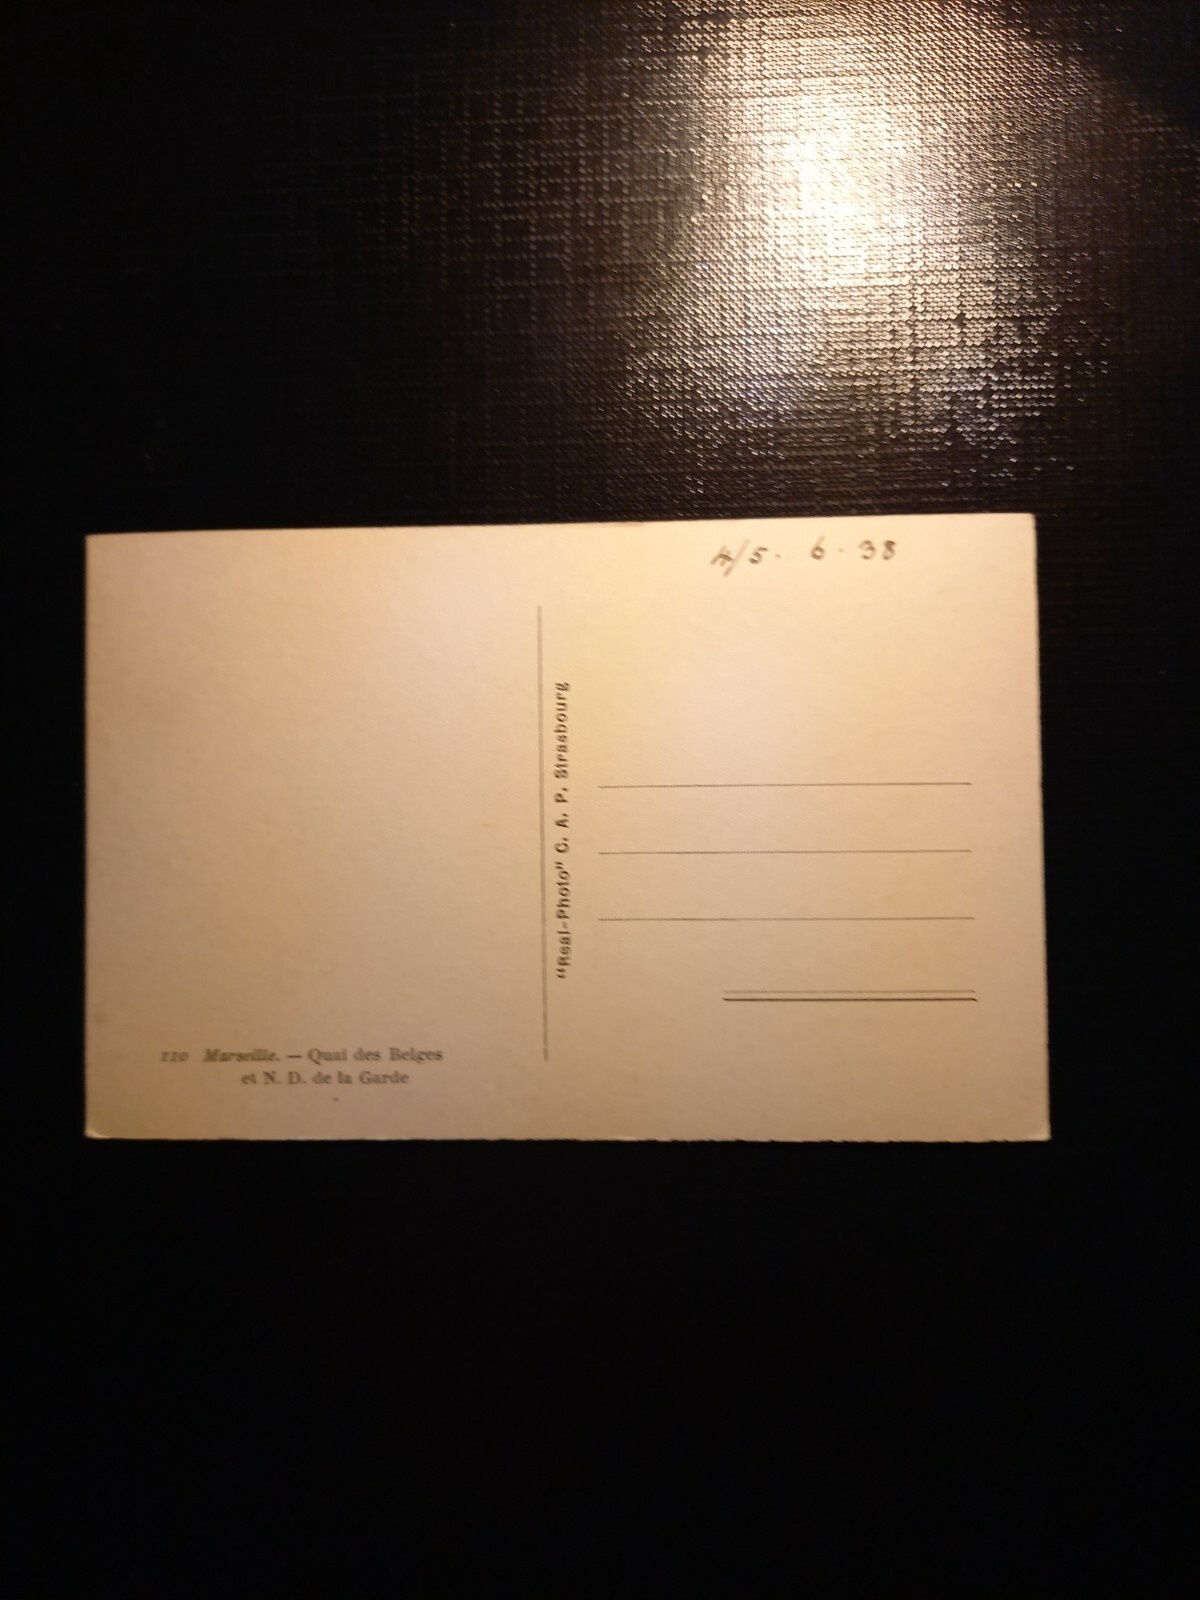 4/5. 6. 38
"Real-Photo" C. A. P. Strasbourg
110 Marseille. — Quai des Belges
et N. D. de la Garde